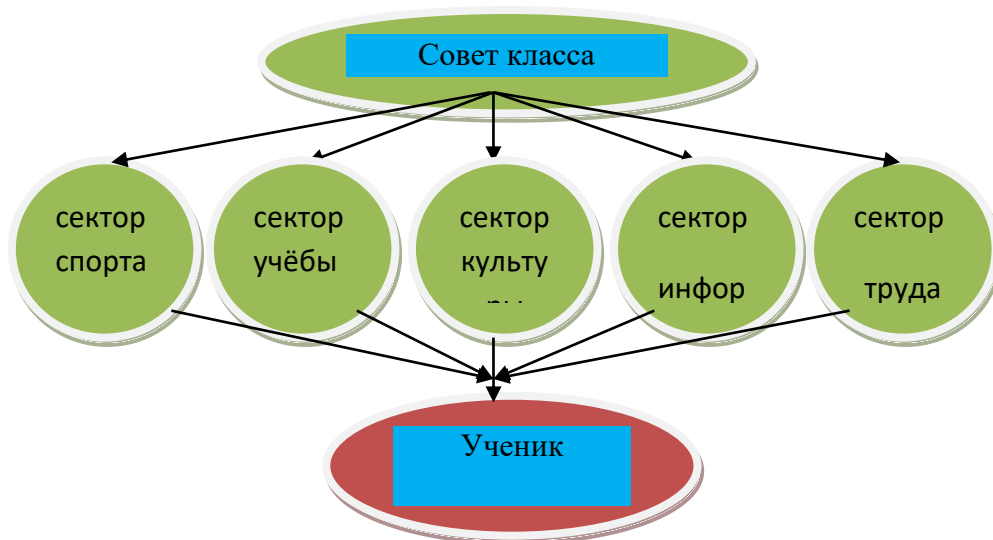 Совет класса
сектор
спорта
сектор
учёбы
сектор
культу
сектор
инфор
сектор
труда
Ученик